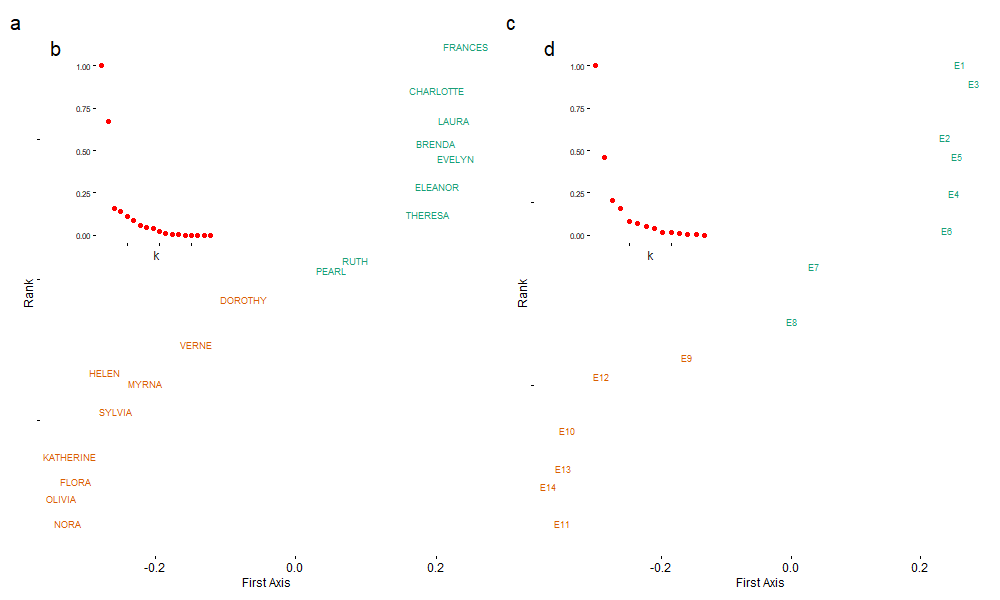 a
b
FRANCES
1.00
CHARLOTTE
0.75
LAURA
BRENDA
0.50
EVELYN
0.25
ELEANOR
THERESA
0.00
k
RUTH
PEARL
Rank
DOROTHY
VERNE
HELEN
MYRNA
SYLVIA
KATHERINE
FLORA
OLIVIA
NORA
-0.2 0.0 0.2
First Axis
c
d
1.00
E1
E3
0.75
E2
0.50
E5
0.25
E4
0.00
E6
k
E7
Rank
E8
E9
E12
E10
E13
E14
E11
-0.2 0.0 0.2
First Axis